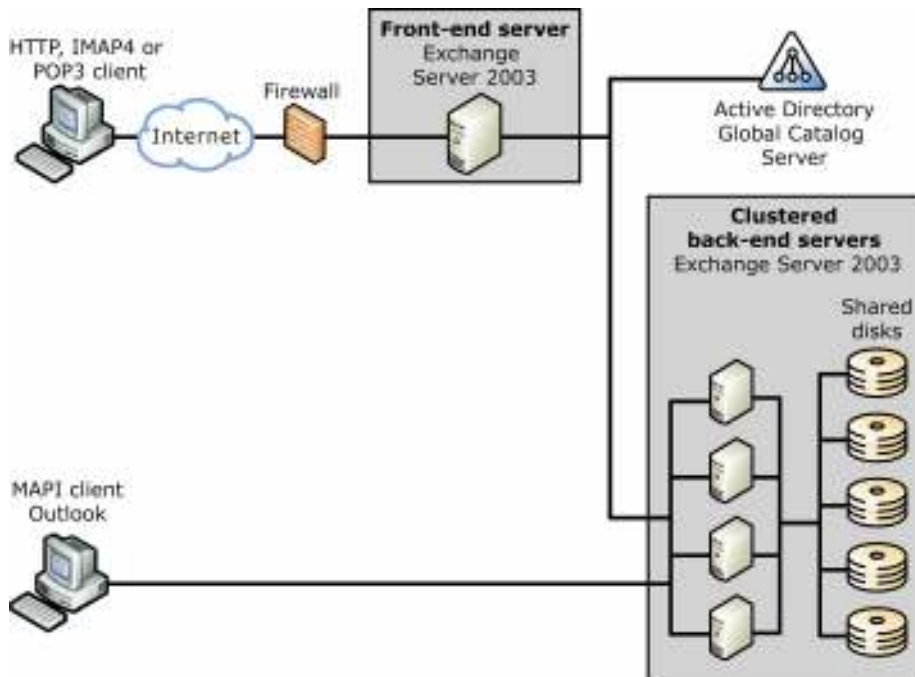 HTTP, IMAP4 or
POP3 client
Internet
Firewall
Front-end server
Exchange
Server 2003
Active Directory
Global Catalog
Server
Clustered
back-end servers
Exchange Server 2003
Shared
disks
MAPI client
Outlook